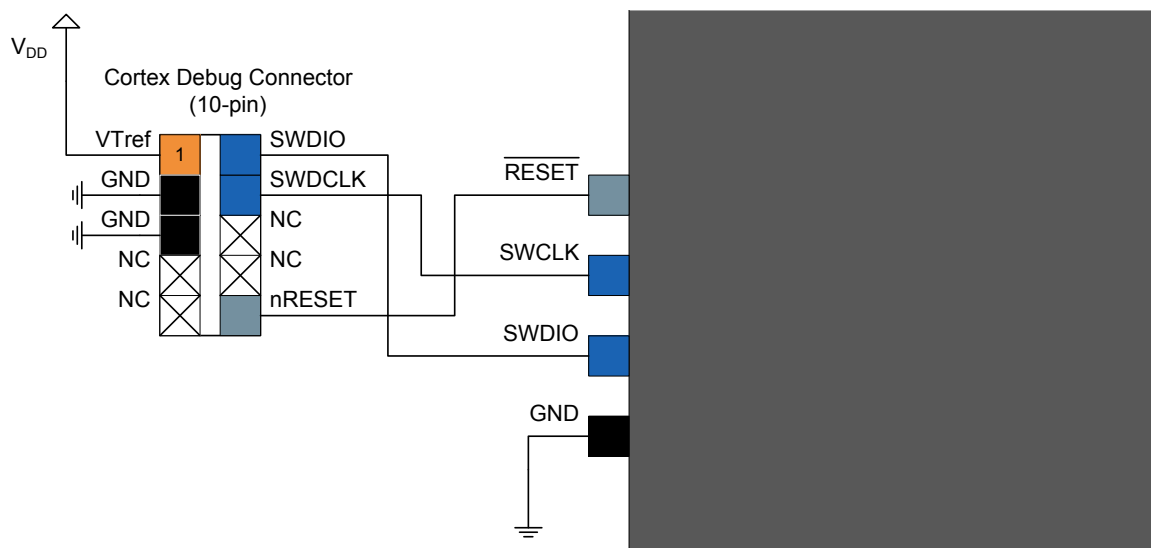 VDD
Cortex Debug Connector
(10-pin)
VTref 1 SWDIO
GND SWDCLK
GND NC
NC NC
NC nRESET
RESET
SWCLK
SWDIO
GND